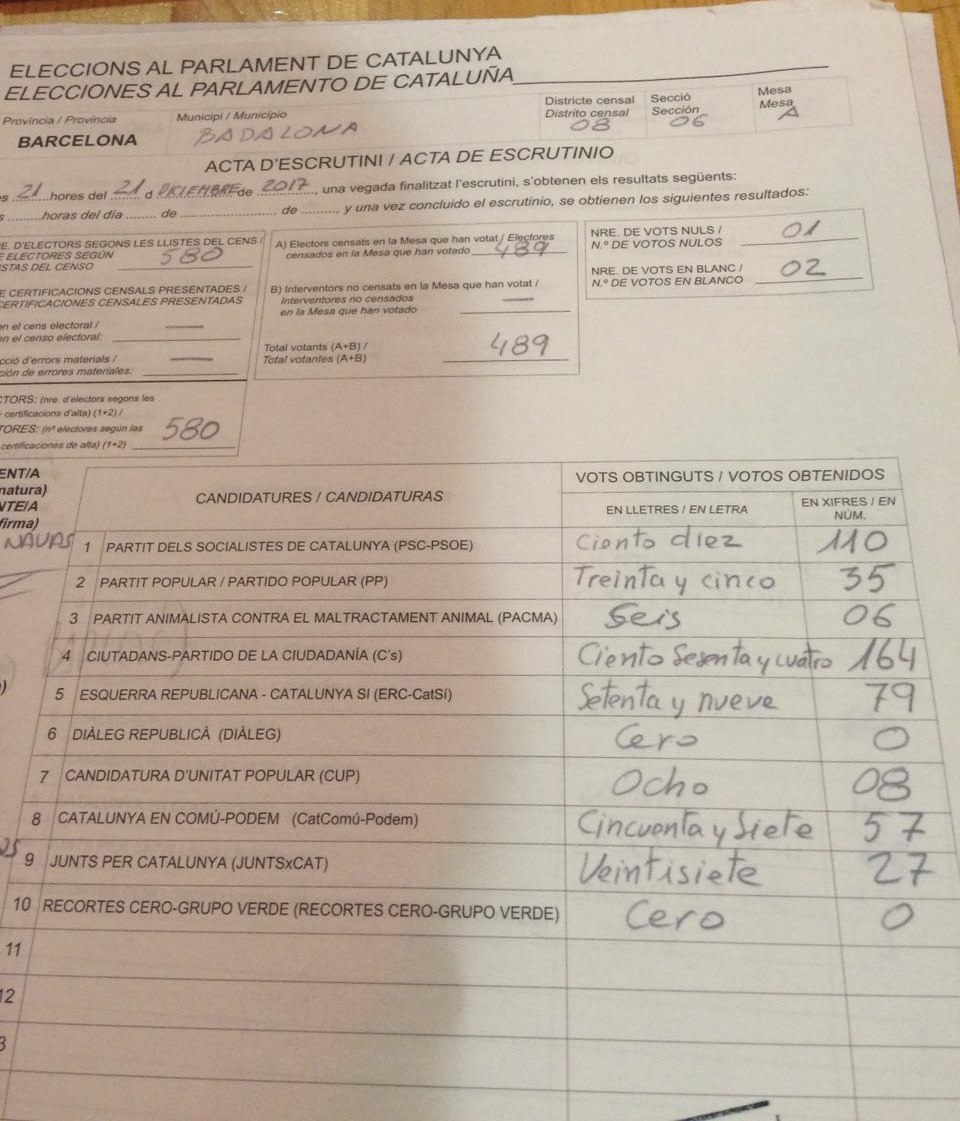 ELECCIONS AL PARLAMENT DE CATALUNYA
ELECCIONES AL PARLAMENTO DE CATALUÑA
Província / Provincia Municipi / Municipio Districte censal Secció Mesa
Distrito censal Sección Mesa
BARCELONA BADALONA 08 06 A
ACTA D'ESCRUTINI / ACTA DE ESCRUTINIO
21 hores del 21 d DICIEMBRE de 2017, una vegada finalitzat l'escrutini, s'obtenen els resultats següents:
horas del día ........ de ........................ de ........., y una vez concluido el escrutinio, se obtienen los siguientes resultados:
E. D'ELECTORS SEGONS LES LLISTES DEL CENS /
E ELECTORES SEGÚN
ISTAS DEL CENSO 580
E CERTIFICACIONS CENSALS PRESENTADES /
CERTIFICACIONES CENSALES PRESENTADAS
en el cens electoral / —
en el censo electoral:
cció d'errors materials / —
ción de errores materiales:
CTORS: (nre. d'electors segons les
certificacions d'alta) (1+2) /
TORES: (nº electores según las
certificaciones de alta) (1+2) 580
A) Electors censats en la Mesa que han votat / Electores
censados en la Mesa que han votado 489
B) Interventors no censats en la Mesa que han votat /
Interventores no censados
en la Mesa que han votado —
Total votants (A+B) /
Total votantes (A+B) 489
NRE. DE VOTS NULS /
N.º DE VOTOS NULOS 01
NRE. DE VOTS EN BLANC /
N.º DE VOTOS EN BLANCO 02
ENT/A
natura)
NTE/A
firma)
NAVAS
CANDIDATURES / CANDIDATURAS VOTS OBTINGUTS / VOTOS OBTENIDOS
EN LLETRES / EN LETRA EN XIFRES / EN
NÚM.
1 PARTIT DELS SOCIALISTES DE CATALUNYA (PSC-PSOE) Ciento diez 110
2 PARTIT POPULAR / PARTIDO POPULAR (PP) Treinta y cinco 35
3 PARTIT ANIMALISTA CONTRA EL MALTRACTAMENT ANIMAL (PACMA) Seis 06
4 CIUTADANS-PARTIDO DE LA CIUDADANÍA (C's) Ciento Sesenta y cuatro 164
5 ESQUERRA REPUBLICANA - CATALUNYA SI (ERC-CatSí) Setenta y nueve 79
6 DIÀLEG REPUBLICÀ (DIÀLEG) Cero 0
7 CANDIDATURA D'UNITAT POPULAR (CUP) Ocho 08
8 CATALUNYA EN COMÚ-PODEM (CatComú-Podem) Cincuenta y Siete 57
9 JUNTS PER CATALUNYA (JUNTSxCAT) Veintisiete 27
10 RECORTES CERO-GRUPO VERDE (RECORTES CERO-GRUPO VERDE) Cero 0
11
12
3